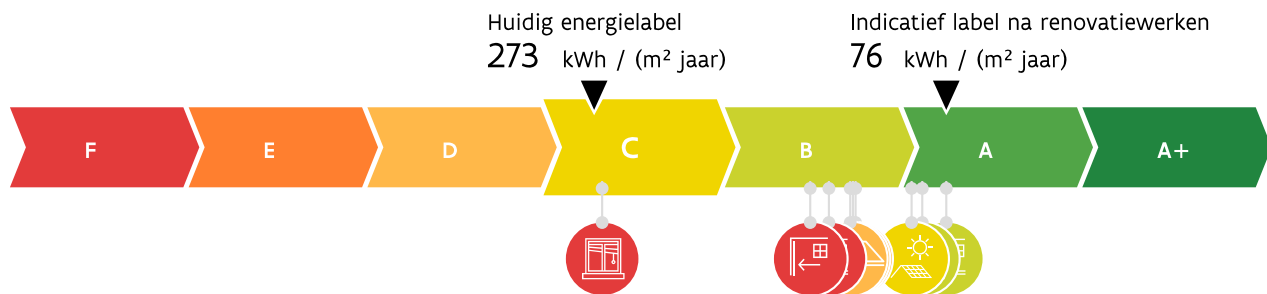 Huidig energielabel
273 kWh / (m² jaar)
Indicatief label na renovatiewerken
76 kWh / (m² jaar)
F E D C B A A+